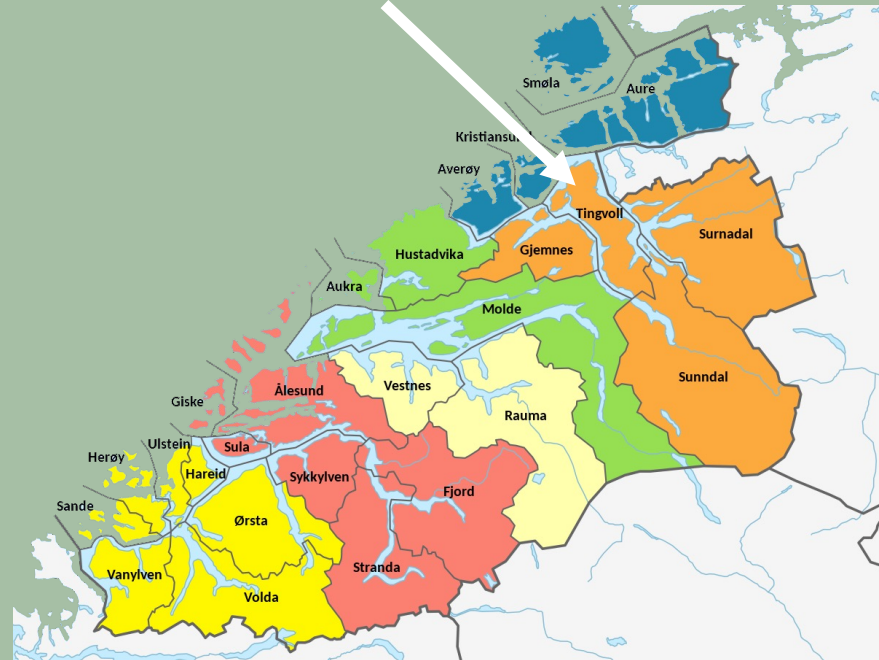 Smøla
Aure
Kristiansund
Averøy
Tingvoll
Surnadal
Gjemnes
Hustadvika
Aukra
Molde
Sunndal
Vestnes
Ålesund
Giske
Rauma
Ulstein
Sula
Herøy
Hareid
Sykkylven
Fjord
Sande
Ørsta
Stranda
Vanylven
Volda